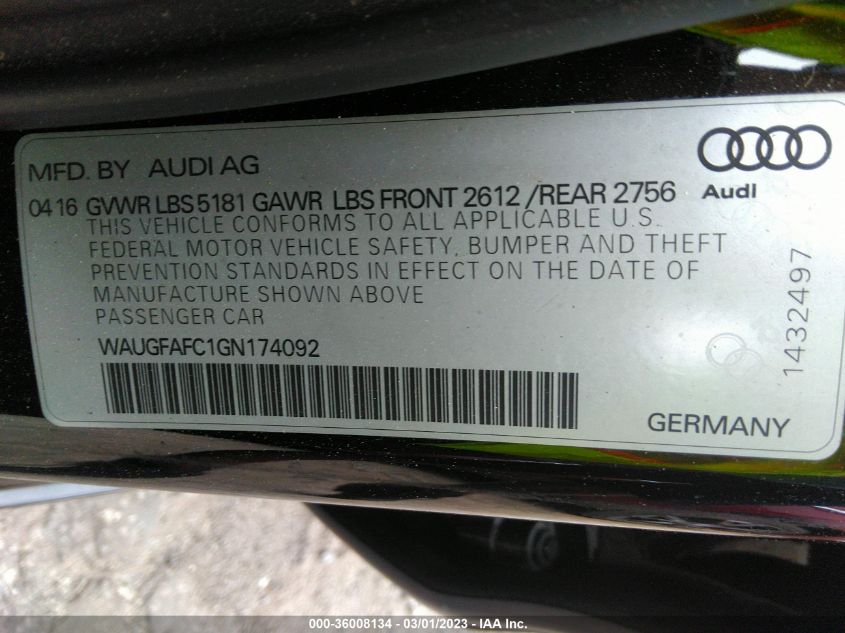 MFD. BY AUDI AG
Audi
04 16 GVWR LBS 5181 GAWR LBS FRONT 2612 /REAR 2756
THIS VEHICLE CONFORMS TO ALL APPLICABLE U.S.
FEDERAL MOTOR VEHICLE SAFETY, BUMPER AND THEFT
PREVENTION STANDARDS IN EFFECT ON THE DATE OF
MANUFACTURE SHOWN ABOVE
PASSENGER CAR
WAUGFAFC1GN174092
1432497
GERMANY
000-36008134 - 03/01/2023 - IAA Inc.